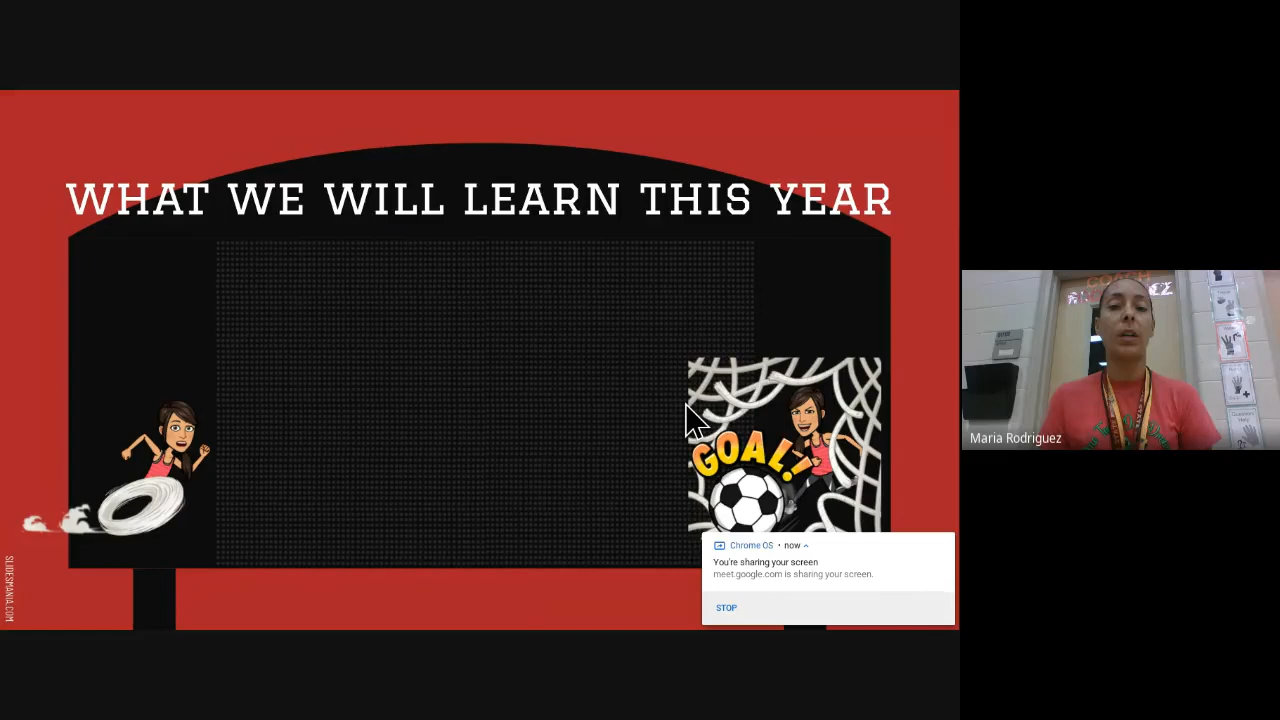 WHAT WE WILL LEARN THIS YEAR
GOAL!
SLIDESMANIA.COM
Chrome OS • now
You're sharing your screen
meet.google.com is sharing your screen.
STOP
COACH
Maria Rodriguez